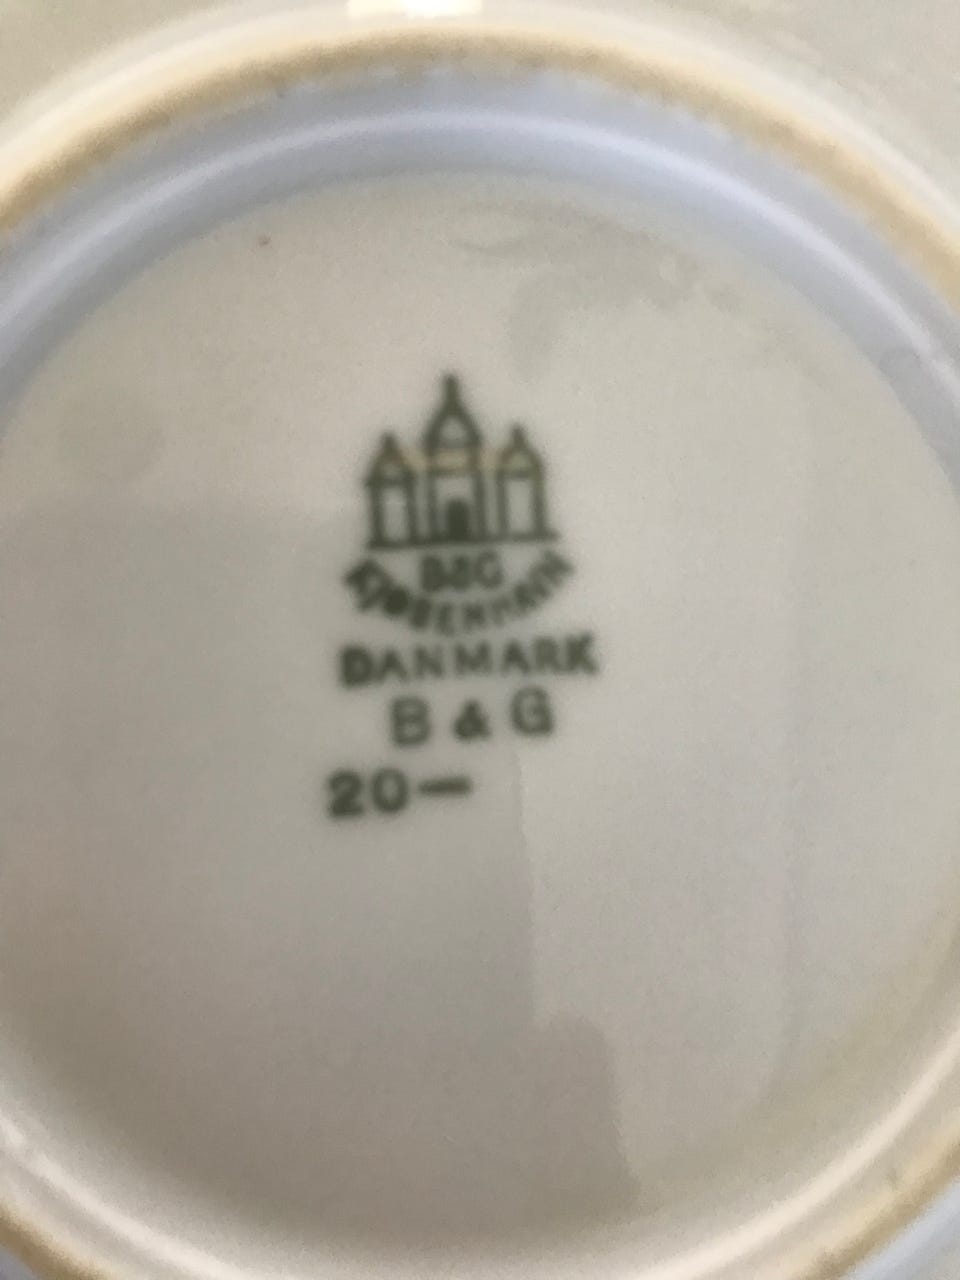 B&G
KJØBENHAVN
DANMARK
B & G
20—